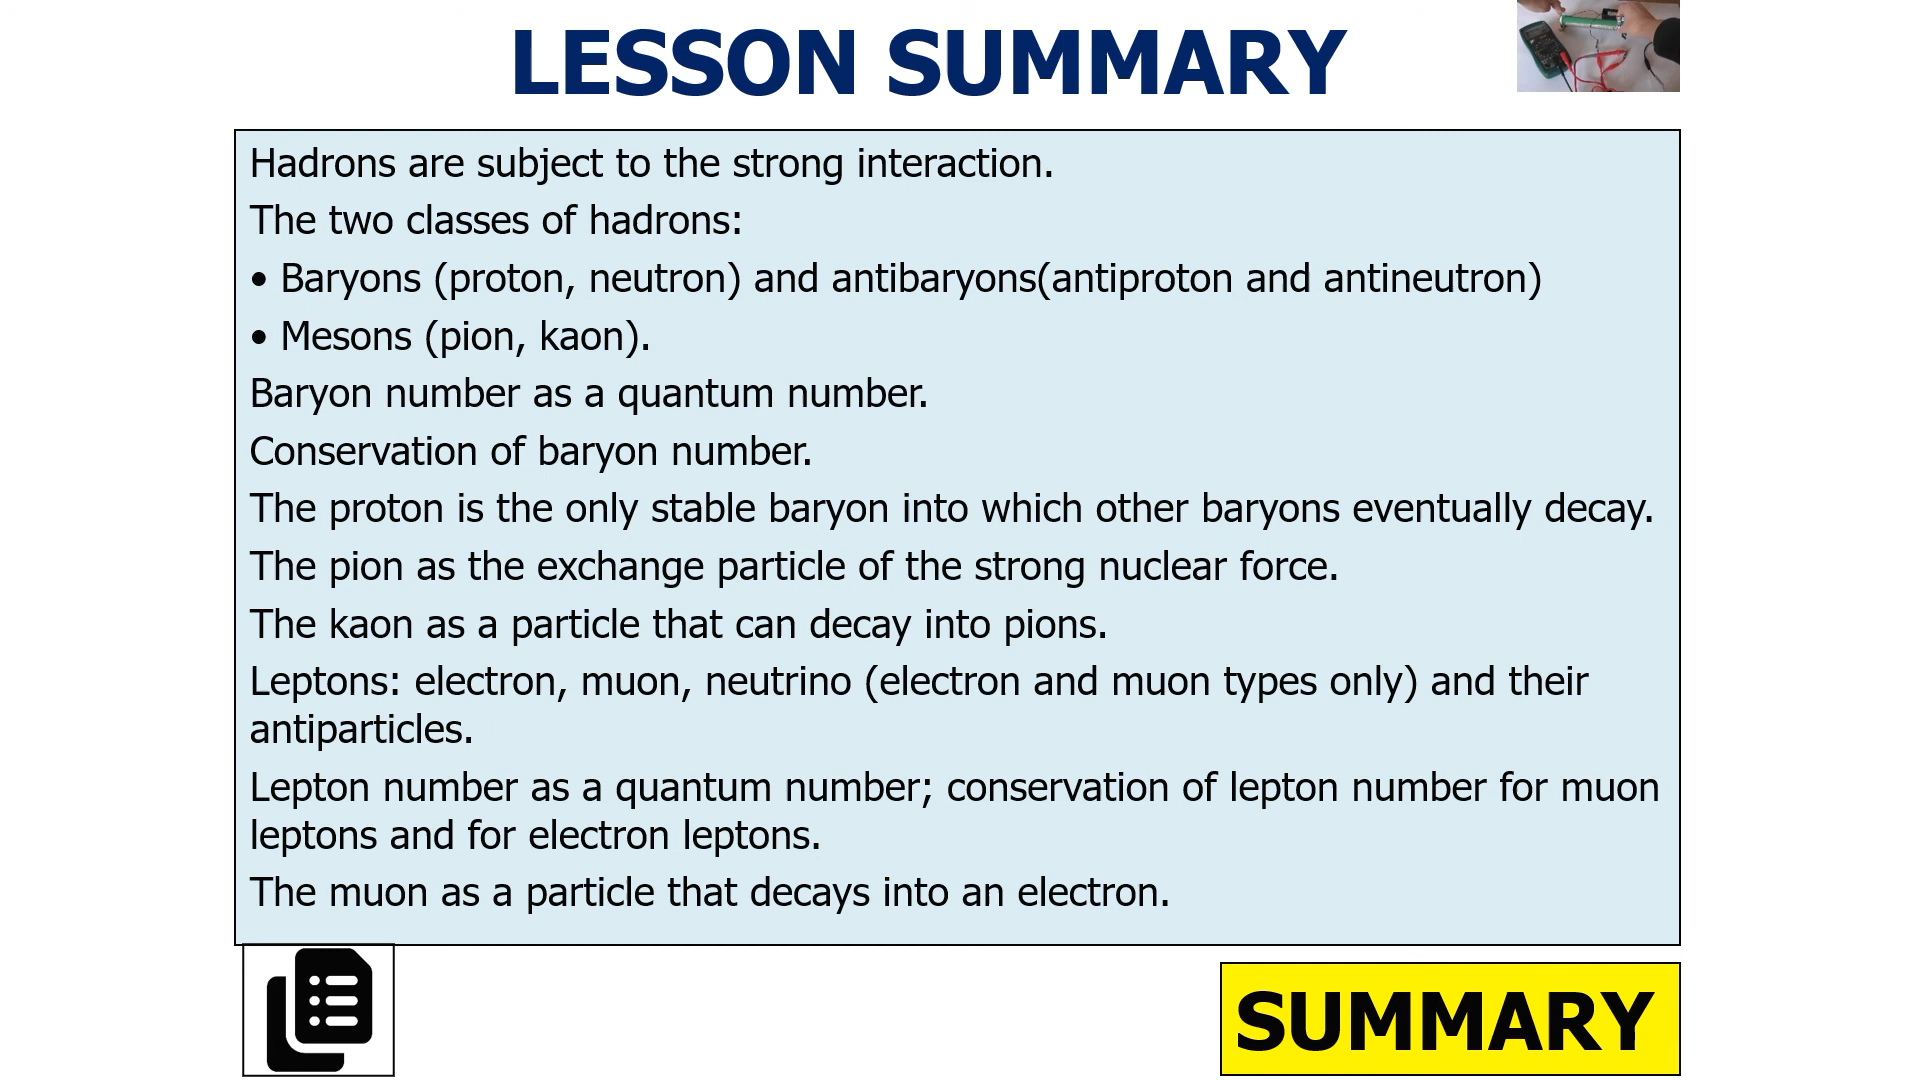 LESSON SUMMARY
Hadrons are subject to the strong interaction.
The two classes of hadrons:
• Baryons (proton, neutron) and antibaryons(antiproton and antineutron)
• Mesons (pion, kaon).
Baryon number as a quantum number.
Conservation of baryon number.
The proton is the only stable baryon into which other baryons eventually decay.
The pion as the exchange particle of the strong nuclear force.
The kaon as a particle that can decay into pions.
Leptons: electron, muon, neutrino (electron and muon types only) and their
antiparticles.
Lepton number as a quantum number; conservation of lepton number for muon
leptons and for electron leptons.
The muon as a particle that decays into an electron.
SUMMARY